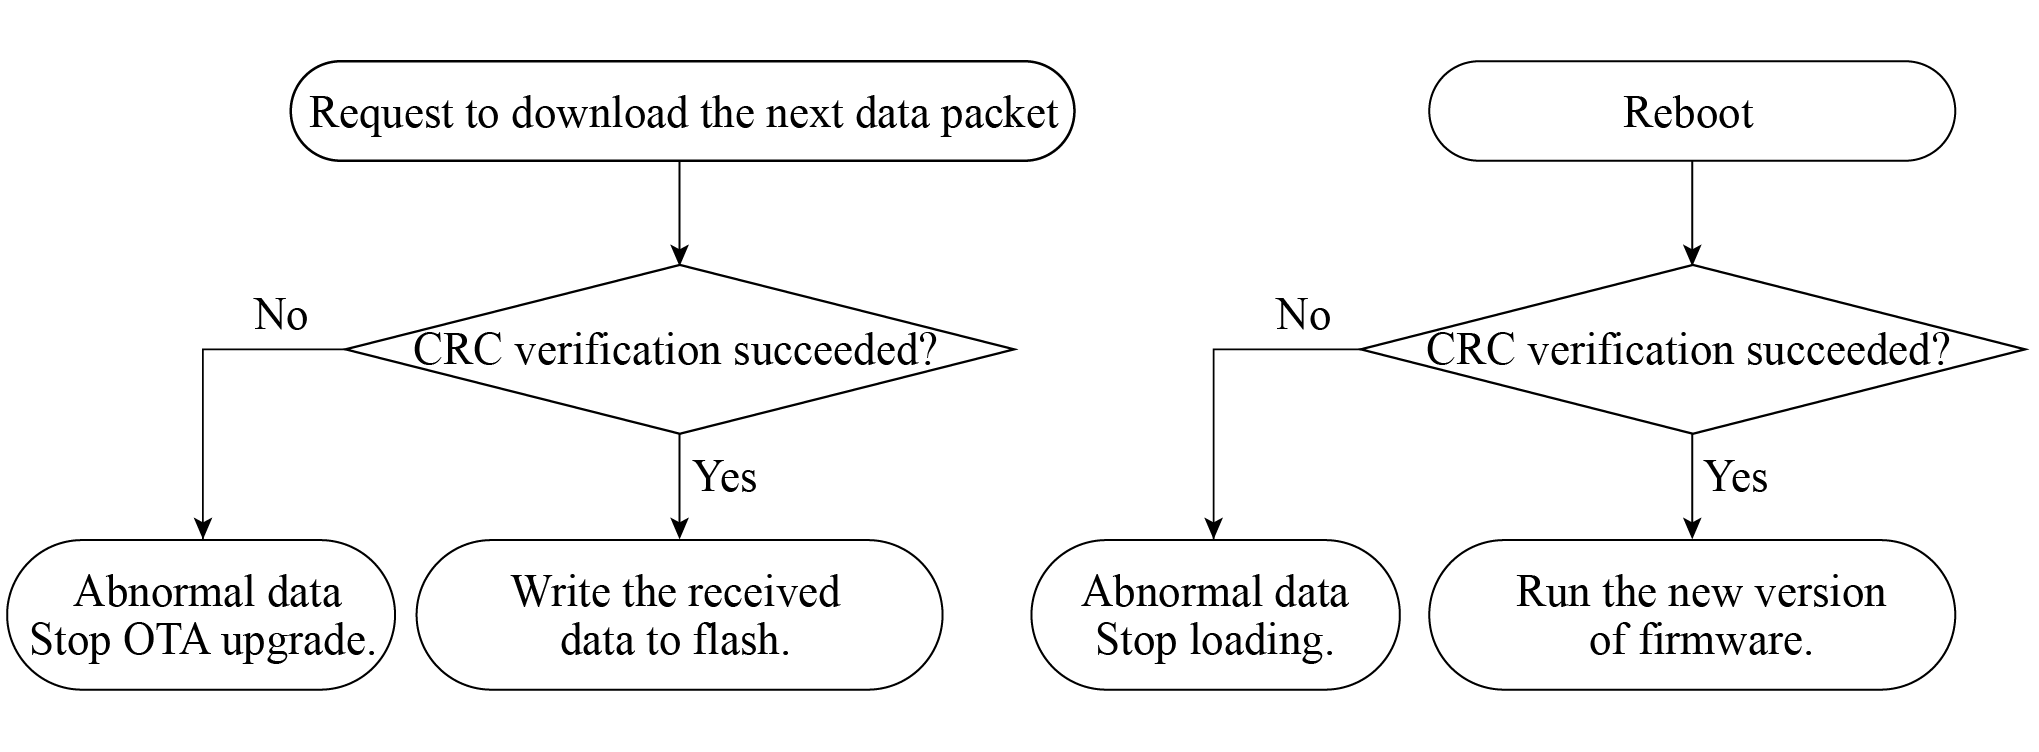 Request to download the next data packet
CRC verification succeeded?
No
Yes
Abnormal data
Stop OTA upgrade.
Write the received
data to flash.
Reboot
CRC verification succeeded?
No
Yes
Abnormal data
Stop loading.
Run the new version
of firmware.